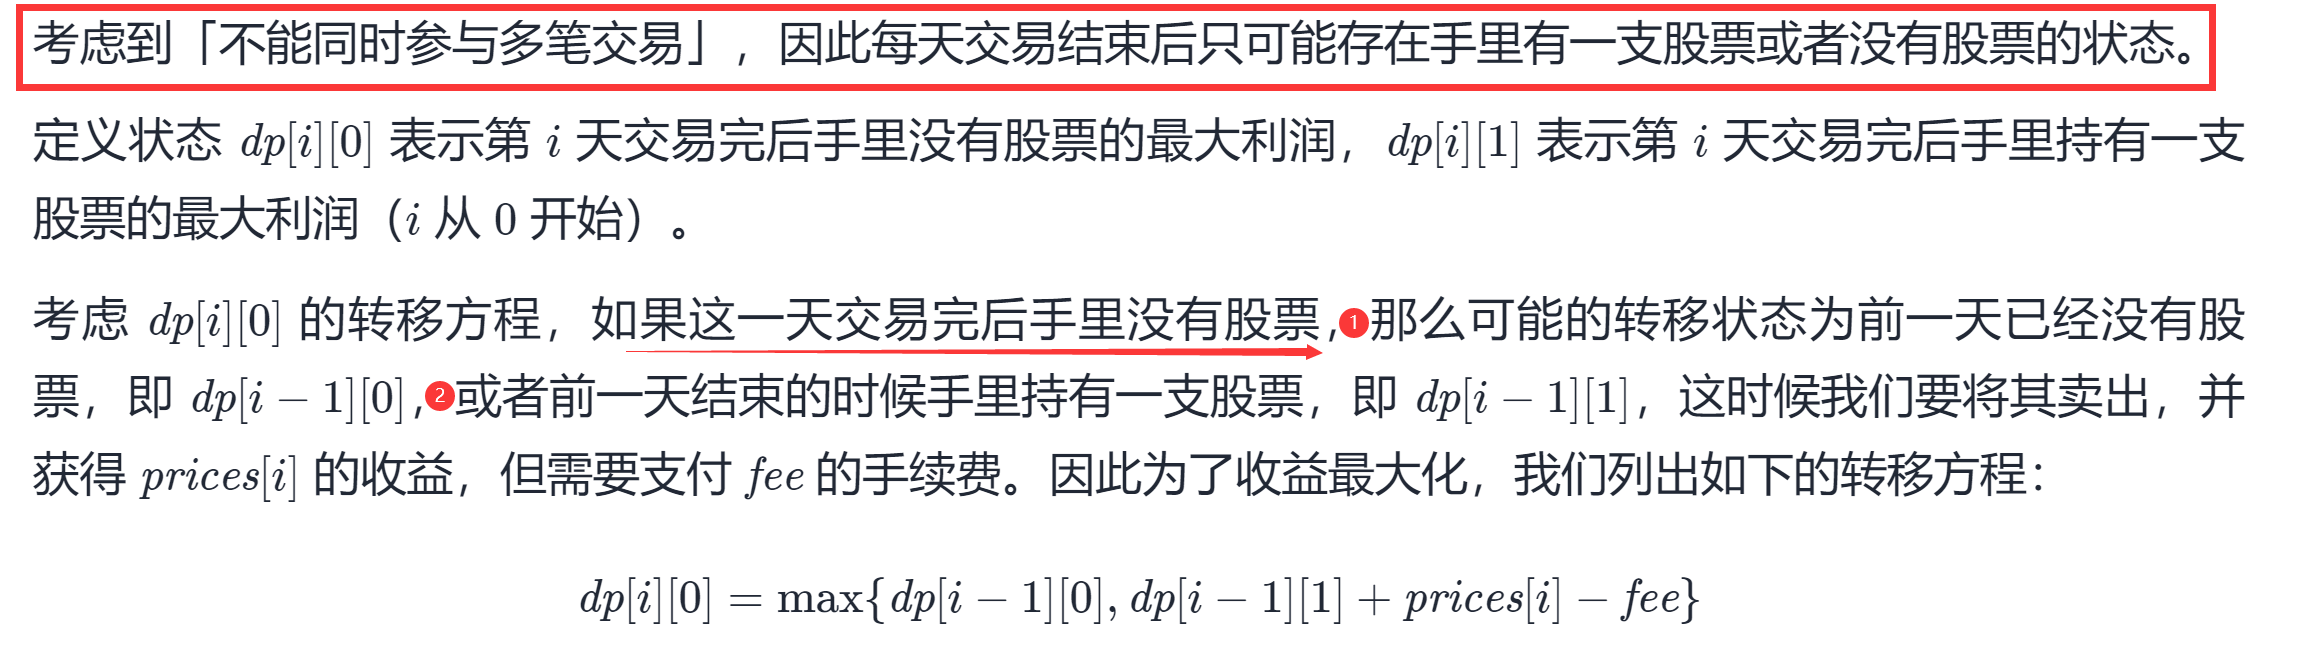 考虑到「不能同时参与多笔交易」,因此每天交易结束后只可能存在手里有一支股票或者没有股票的状态。
定义状态 dp[i][0] 表示第 i 天交易完后手里没有股票的最大利润,dp[i][1] 表示第 i 天交易完后手里持有一支
股票的最大利润(i 从 0 开始)。
考虑 dp[i][0] 的转移方程,如果这一天交易完后手里没有股票,1那么可能的转移状态为前一天已经没有股
票,即 dp[i − 1][0],2或者前一天结束的时候手里持有一支股票,即 dp[i − 1][1],这时候我们要将其卖出,并
获得 prices[i] 的收益,但需要支付 fee 的手续费。因此为了收益最大化,我们列出如下的转移方程:
dp[i][0] = max{dp[i − 1][0], dp[i − 1][1] + prices[i] − fee}